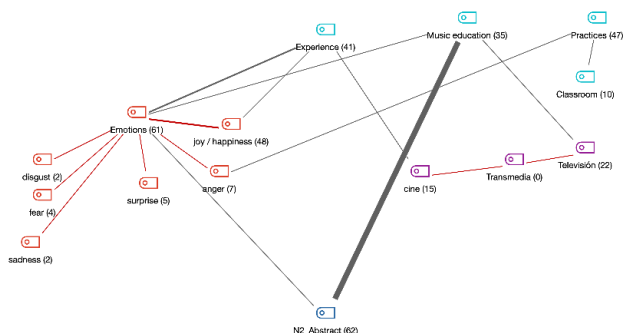 Music education (35)
Practices (47)
Experience (41)
Classroom (10)
Emotions (61)
joy / happiness (48)
disgust (2)
anger (7)
surprise (5)
fear (4)
sadness (2)
cine (15)
Transmedia (0)
Televisión (22)
N2_Abstract (62)